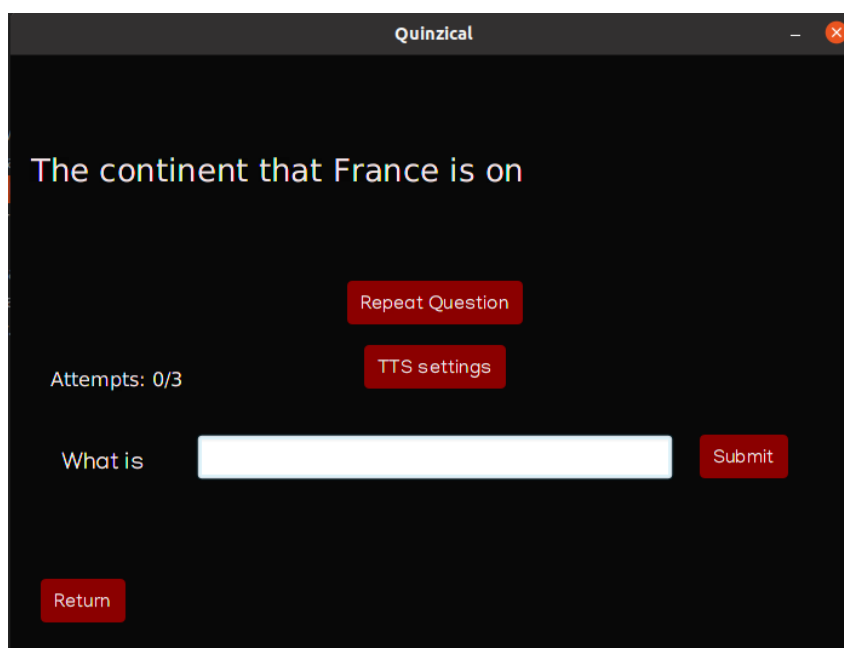 Quinzical
The continent that France is on
Repeat Question
TTS settings
Attempts: 0/3
What is
Submit
Return